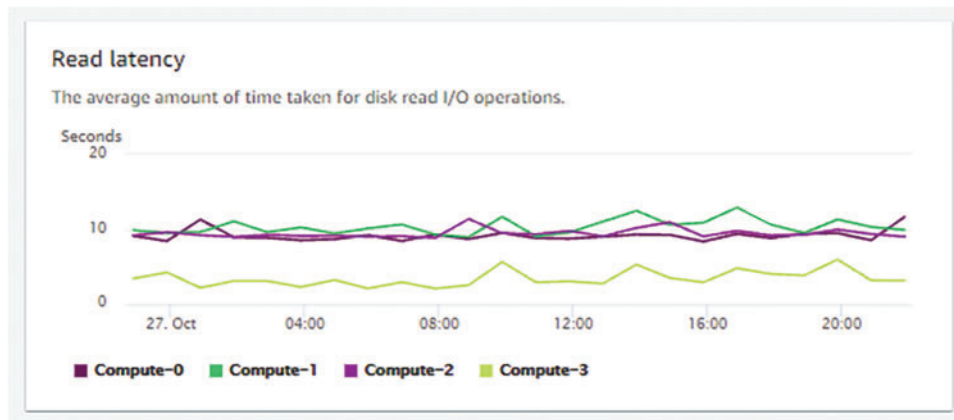 Read latency
The average amount of time taken for disk read I/O operations.
Seconds
20
10
0
27. Oct 04:00 08:00 12:00 16:00 20:00
Compute-0 Compute-1 Compute-2 Compute-3